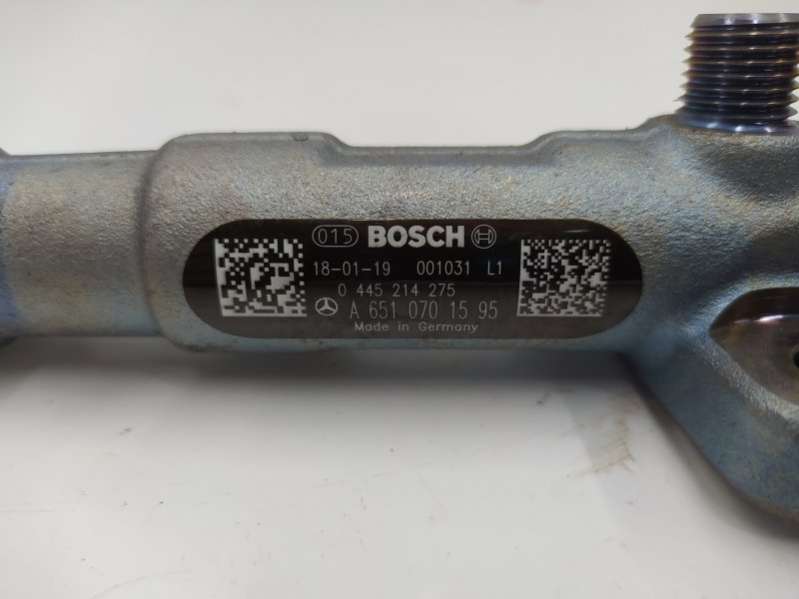 015 BOSCH
18-01-19 001031 L1
0 445 214 275
A 651 070 15 95
Made in Germany